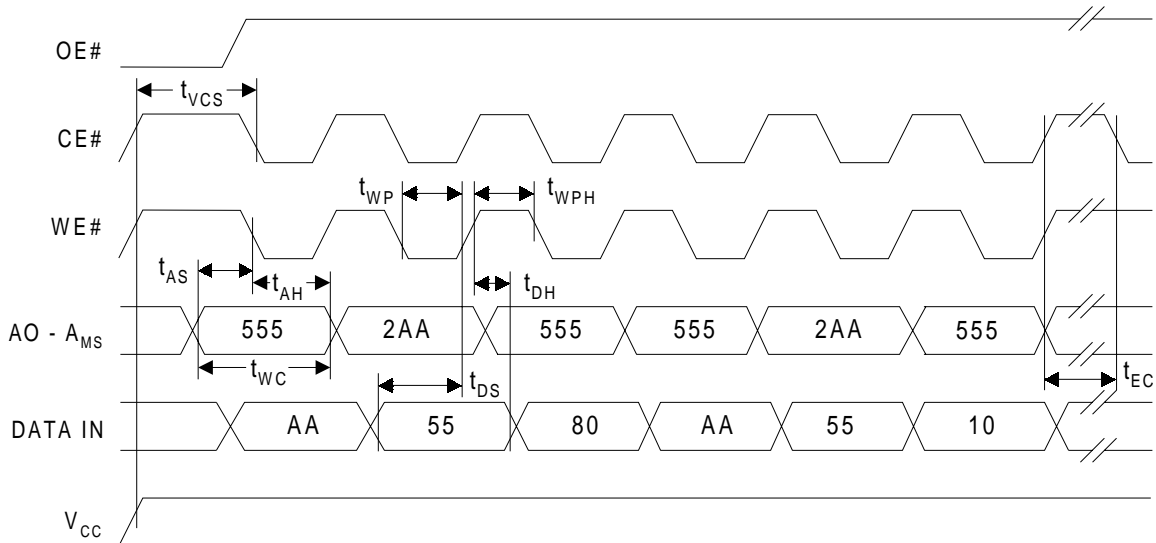 OE#
tVCS
CE#
tWP tWPH
WE#
tAS tAH tDH
AO - AMS 555 2AA 555 555 2AA 555
tWC tDS tEC
DATA IN AA 55 80 AA 55 10
VCC